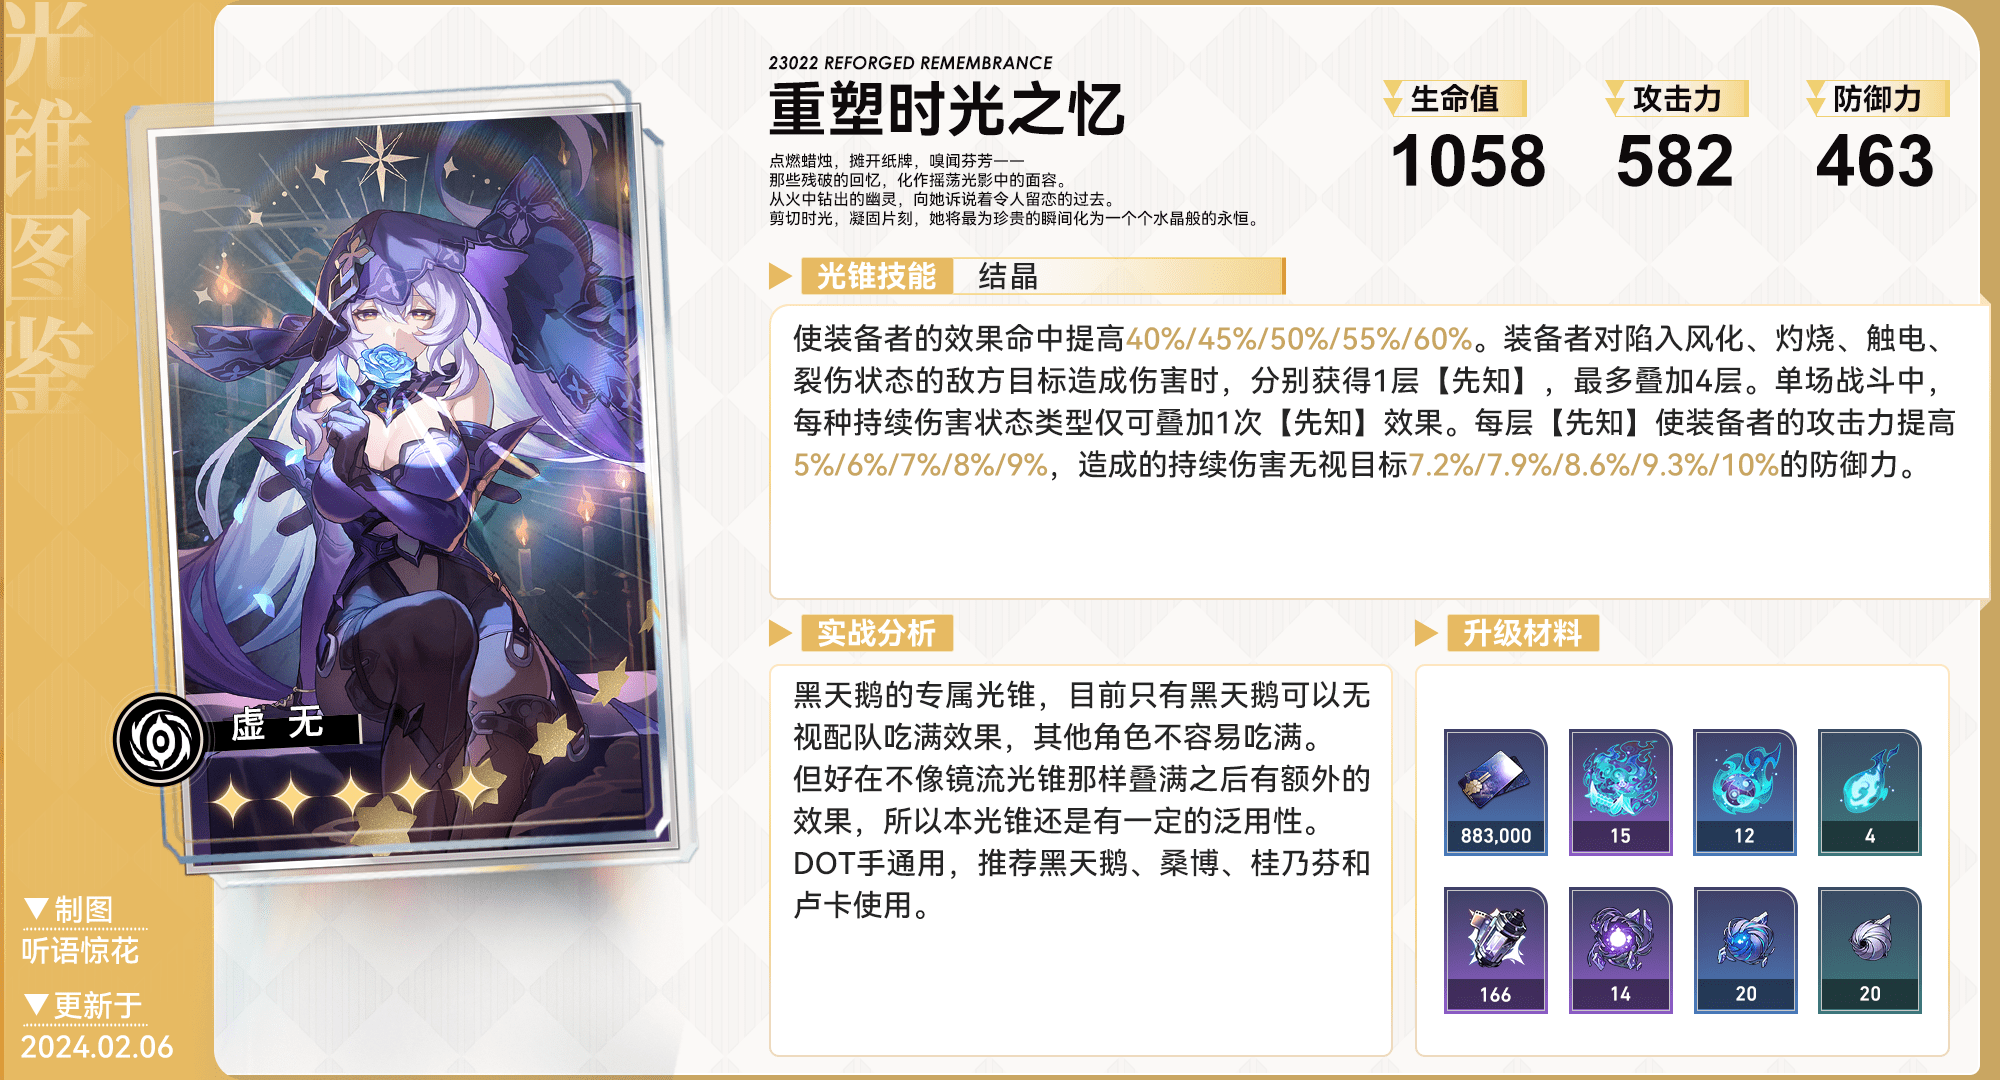 光锥图鉴
23022 REFORGED REMEMBRANCE
重塑时光之忆
点燃蜡烛，摊开纸牌，嗅闻芬芳——
那些残破的回忆，化作摇荡光影中的面容。
从火中钻出的幽灵，向她诉说着令人留恋的过去。
剪切时光，凝固片刻，她将最为珍贵的瞬间化为一个个水晶般的永恒。
生命值 攻击力 防御力
1058 582 463
光锥技能 结晶
使装备者的效果命中提高40%/45%/50%/55%/60%。装备者对陷入风化、灼烧、触电、
裂伤状态的敌方目标造成伤害时，分别获得1层【先知】，最多叠加4层。单场战斗中，
每种持续伤害状态类型仅可叠加1次【先知】效果。每层【先知】使装备者的攻击力提高
5%/6%/7%/8%/9%，造成的持续伤害无视目标7.2%/7.9%/8.6%/9.3%/10%的防御力。
实战分析
黑天鹅的专属光锥，目前只有黑天鹅可以无
视配队吃满效果，其他角色不容易吃满。
但好在不像镜流光锥那样叠满之后有额外的
效果，所以本光锥还是有一定的泛用性。
DOT手通用，推荐黑天鹅、桑博、桂乃芬和
卢卡使用。
升级材料
883,000 15 12 4
166 14 20 20
虚无
▼制图
听语惊花
▼更新于
2024.02.06